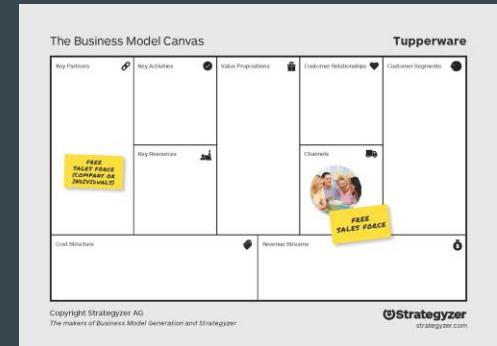 The Business Model Canvas
Tupperware
Key Partners
Key Activities
Value Propositions
Customer Relationships
Customer Segments
FREE
SALES FORCE
(COMPANY OR
INDIVIDUALS)
Key Resources
Channels
FREE
SALES FORCE
Cost Structure
Revenue Streams
Copyright Strategyzer AG
The makers of Business Model Generation and Strategyzer
Strategyzer
strategyzer.com